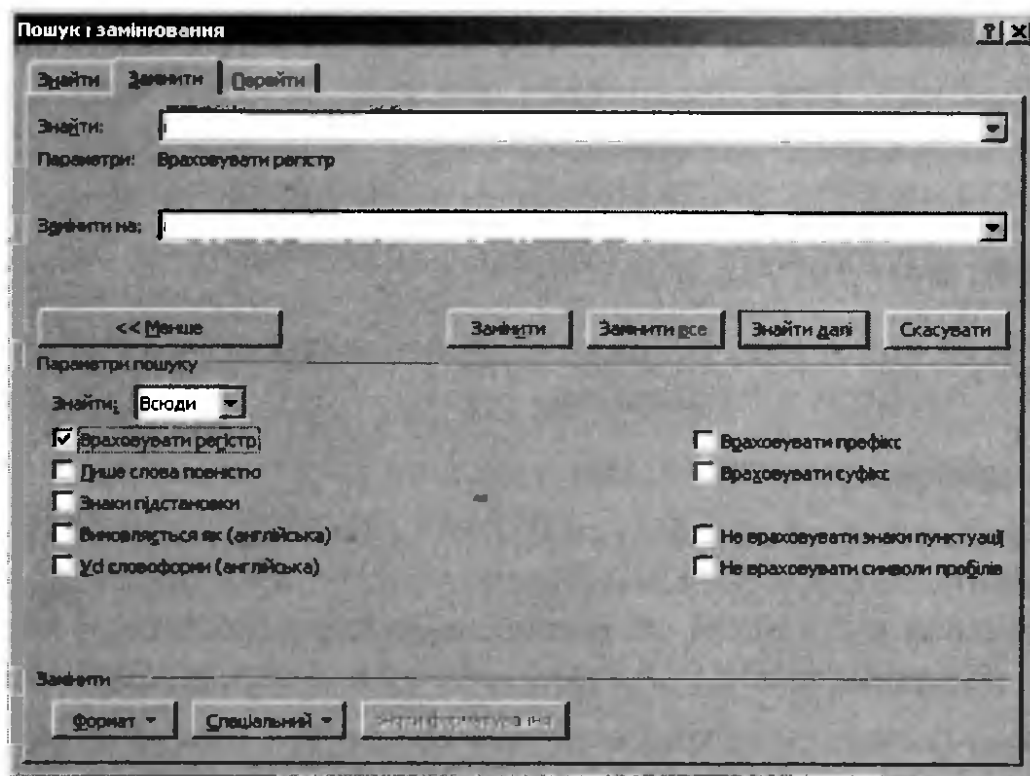 Пошук і замінювання
Знайти Замінити Перейти
Знайти: і
Параметри: Враховувати регістр
Замінити на: і
<< Менше Замінити Замінити все Знайти далі Скасувати
Параметри пошуку
Знайти: Всюди
Враховувати регістр Враховувати префікс
Лише слова повністю Враховувати суфікс
Знаки підстановки
Вимовляється як (англійська) Не враховувати знаки пунктуації
Усі словоформи (англійська) Не враховувати символи пробілів
Замінити
Формат Спеціальний